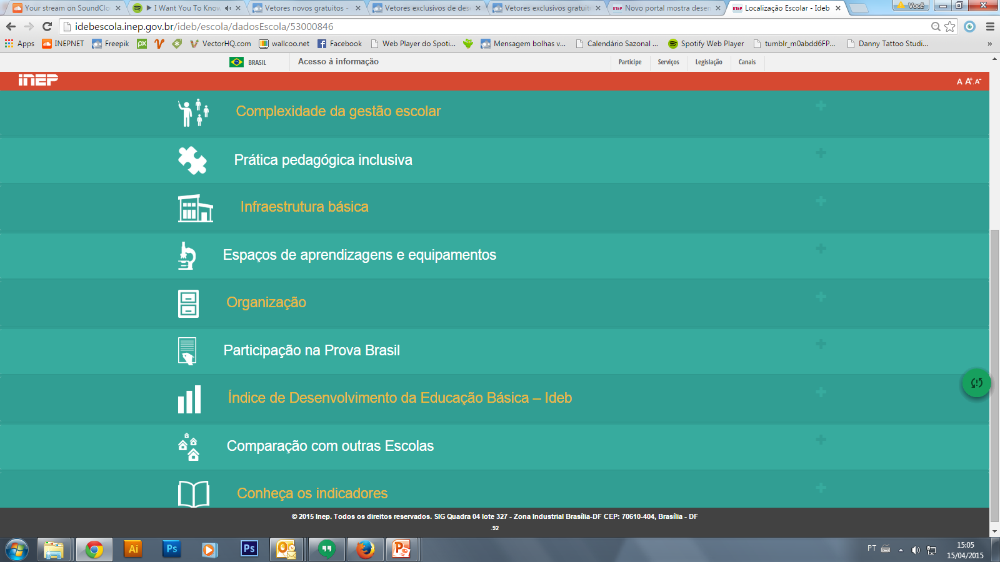 Your stream on SoundClo
I Want You To Know
Vetores novos gratuitos -
Vetores exclusivos de des
Vetores exclusivos gratuit
Novo portal mostra desem
Localização Escolar - Ideb
Você
idebescola.inep.gov.br/ideb/escola/dadosEscola/53000846
Apps
INEPNET
Freepik
px
VectorHQ.com
wallcoo.net
Facebook
Web Player do Spoti...
Mensagem bolhas v...
Calendário Sazonal ...
Spotify Web Player
tumblr_m0abdd6FP...
Danny Tattoo Studi...
»
BRASIL
Acesso à informação
Participe
Serviços
Legislação
Canais
inep
A A+ A-
Complexidade da gestão escolar
Prática pedagógica inclusiva
Infraestrutura básica
Espaços de aprendizagens e equipamentos
Organização
Participação na Prova Brasil
Índice de Desenvolvimento da Educação Básica – Ideb
Comparação com outras Escolas
Conheça os indicadores
© 2015 Inep. Todos os direitos reservados. SIG Quadra 04 lote 327 - Zona Industrial Brasília-DF CEP: 70610-404, Brasília - DF
.92
Ai
Ps
Ps
PT
15:05
15/04/2015